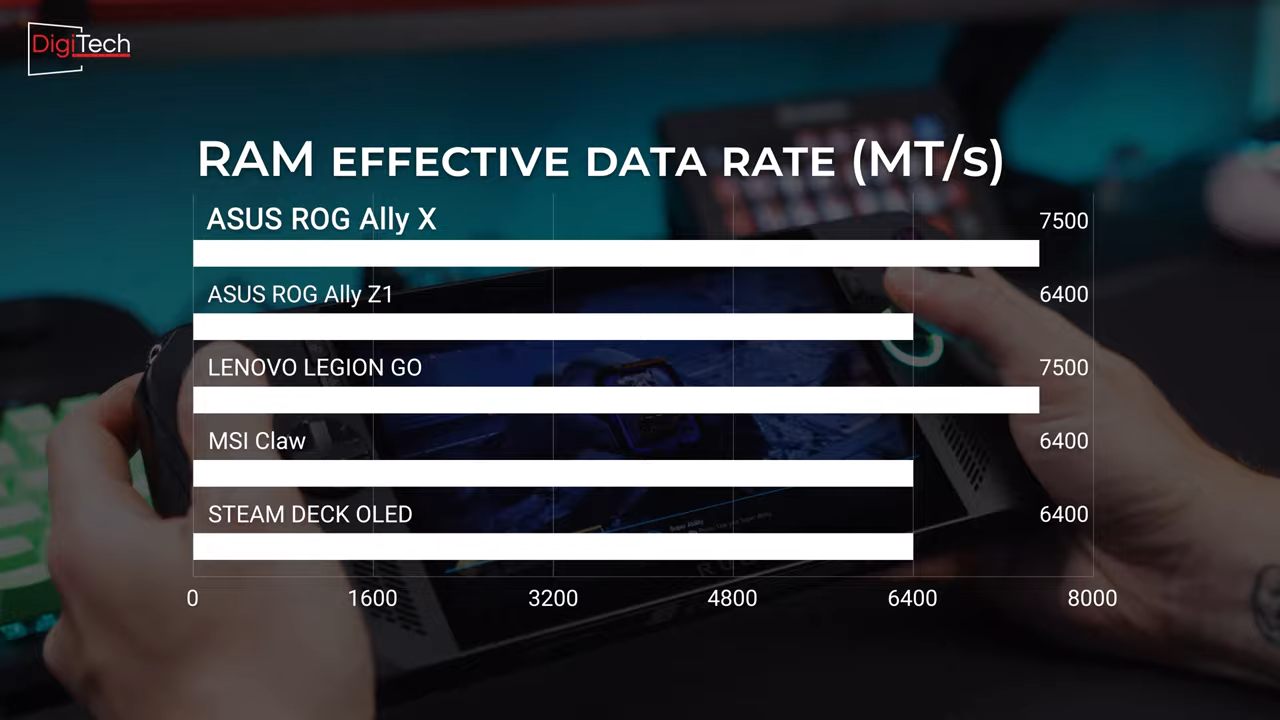 DigiTech
RAM EFFECTIVE DATA RATE (MT/s)
ASUS ROG Ally X 7500
ASUS ROG Ally Z1 6400
LENOVO LEGION GO 7500
MSI Claw 6400
STEAM DECK OLED 6400
0 1600 3200 4800 6400 8000